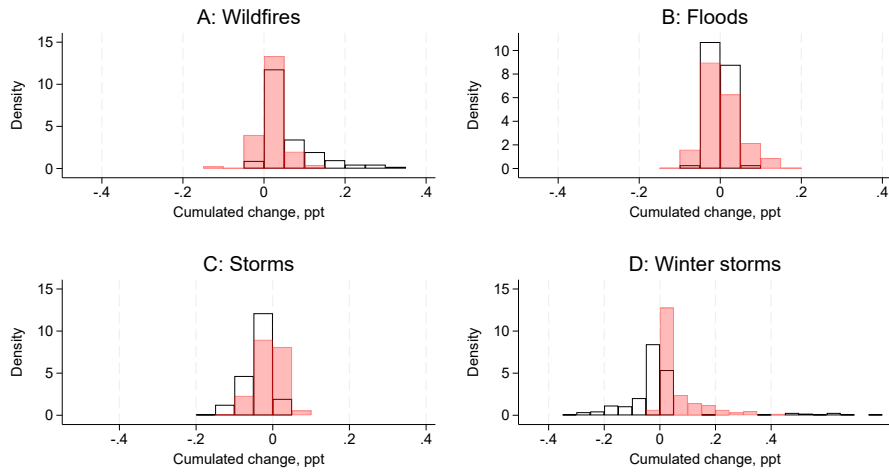 A: Wildfires
15
10
5
0
Density
-.4 -.2 0 .2 .4
Cumulated change, ppt
B: Floods
10
8
6
4
2
0
Density
-.4 -.2 0 .2 .4
Cumulated change, ppt
C: Storms
15
10
5
0
Density
-.4 -.2 0 .2 .4
Cumulated change, ppt
D: Winter storms
15
10
5
0
Density
-.4 -.2 0 .2 .4
Cumulated change, ppt